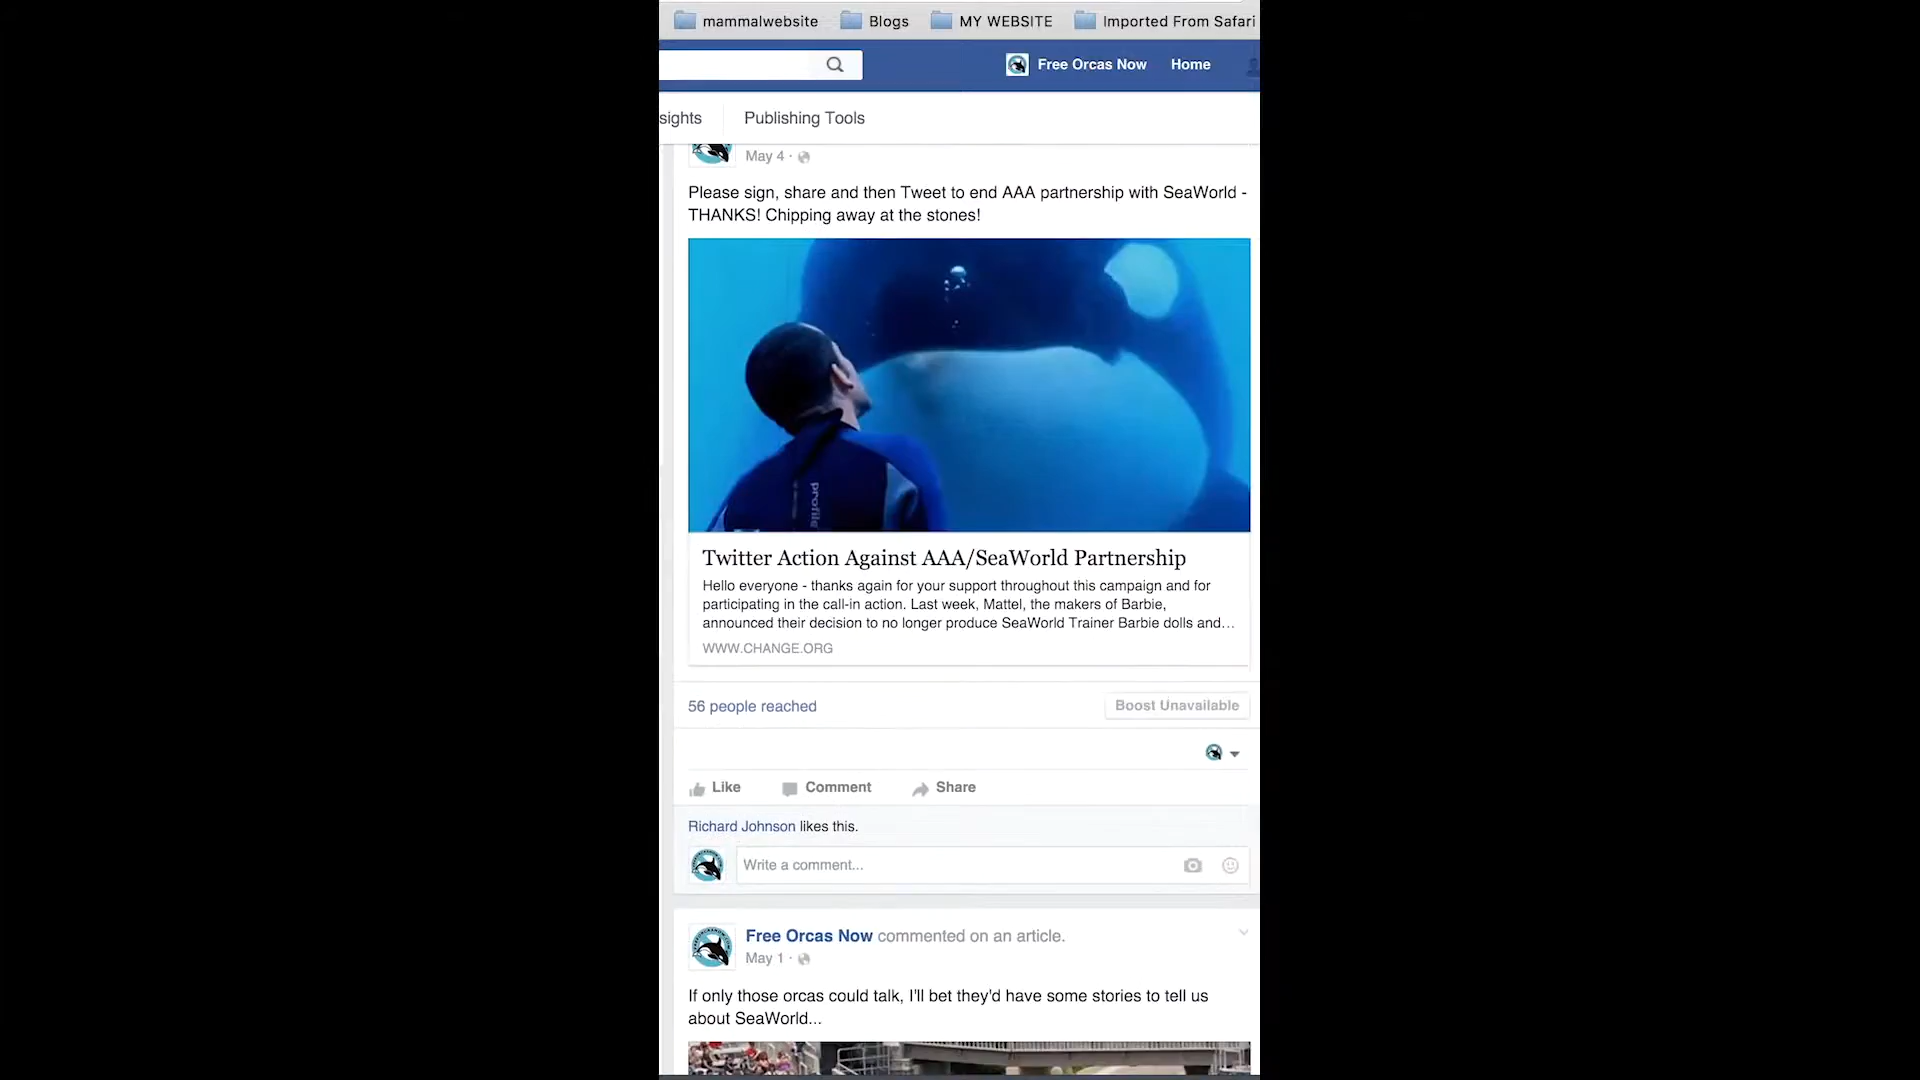 mammalwebsite Blogs MY WEBSITE Imported From Safari
Free Orcas Now Home
sights Publishing Tools
May 4 ·
Please sign, share and then Tweet to end AAA partnership with SeaWorld -
THANKS! Chipping away at the stones!
profile
Twitter Action Against AAA/SeaWorld Partnership
Hello everyone - thanks again for your support throughout this campaign and for
participating in the call-in action. Last week, Mattel, the makers of Barbie,
announced their decision to no longer produce SeaWorld Trainer Barbie dolls and...
WWW.CHANGE.ORG
56 people reached Boost Unavailable
Like Comment Share
Richard Johnson likes this.
Write a comment...
Free Orcas Now commented on an article.
May 1 ·
If only those orcas could talk, I'll bet they'd have some stories to tell us
about SeaWorld...